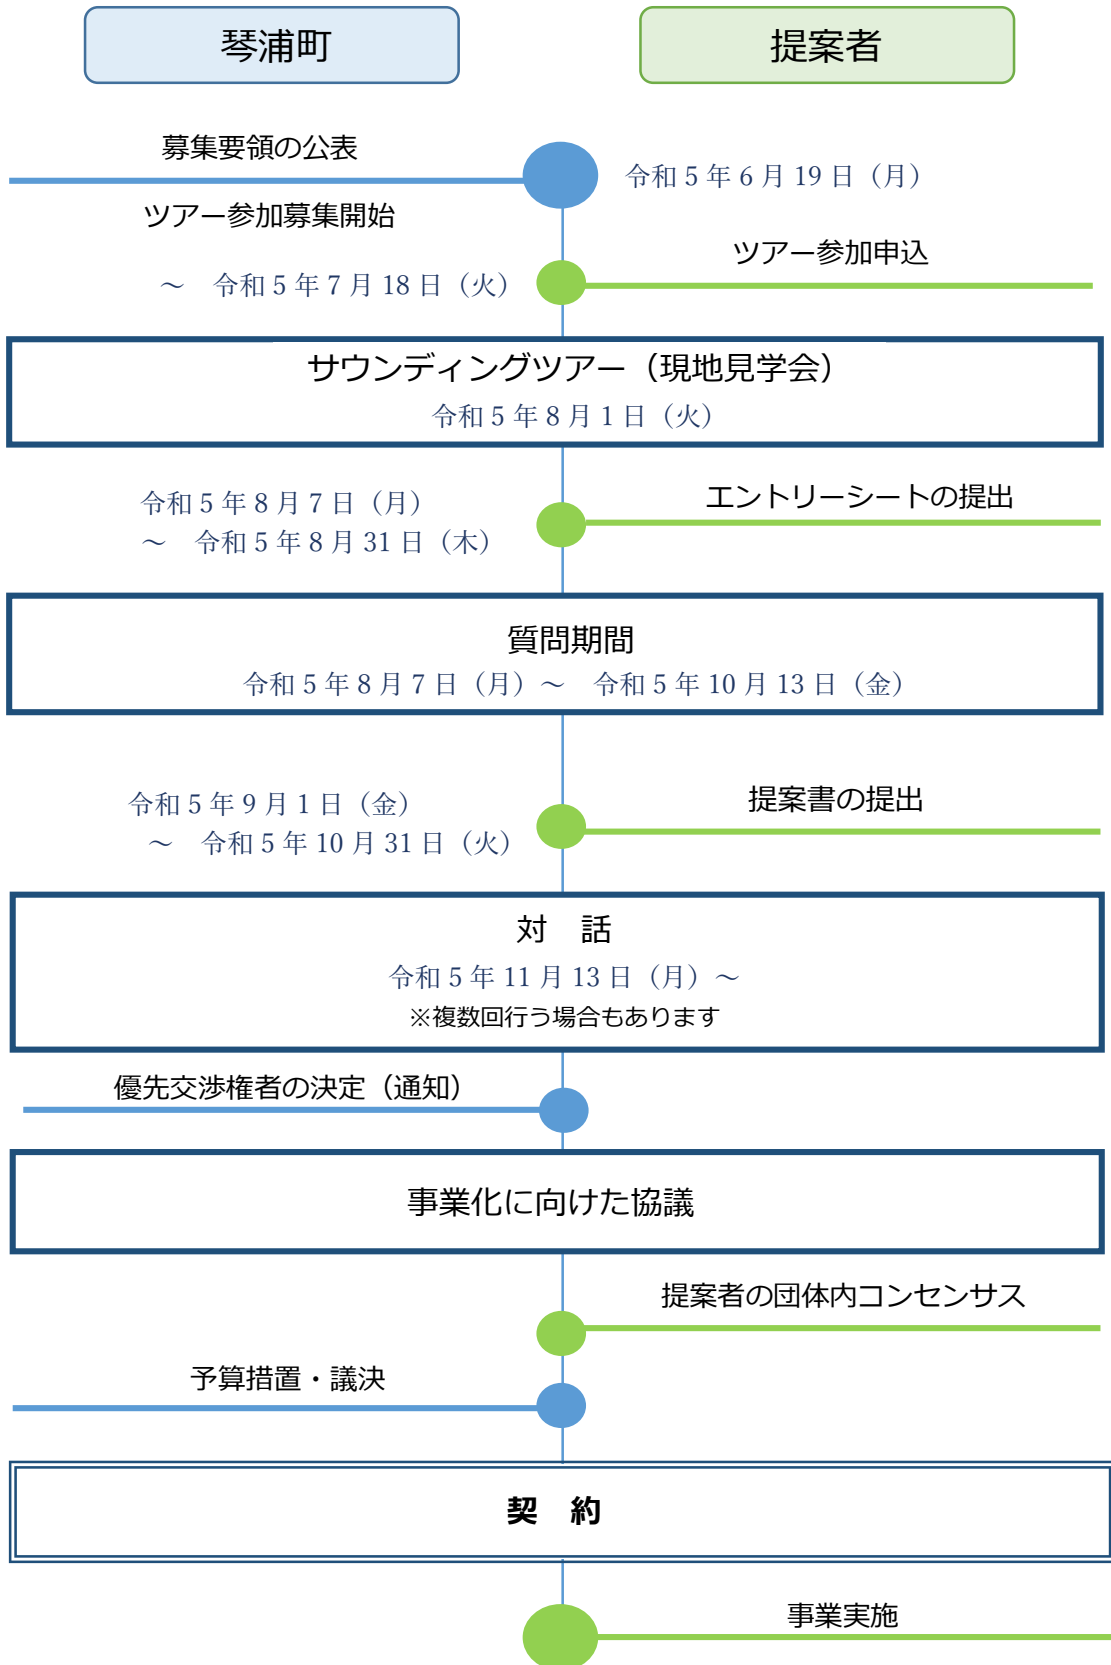 琴浦町
提案者
募集要領の公表
令和5年6月19日（月）
ツアー参加募集開始
ツアー参加申込
～　令和5年7月18日（火）
サウンディングツアー（現地見学会）
令和5年8月1日（火）
令和5年8月7日（月）
～　令和5年8月31日（木）
エントリーシートの提出
質問期間
令和5年8月7日（月）～　令和5年10月13日（金）
令和5年9月1日（金）
～　令和5年10月31日（火）
提案書の提出
対　話
令和5年11月13日（月）～
※複数回行う場合もあります
優先交渉権者の決定（通知）
事業化に向けた協議
提案者の団体内コンセンサス
予算措置・議決
契　約
事業実施